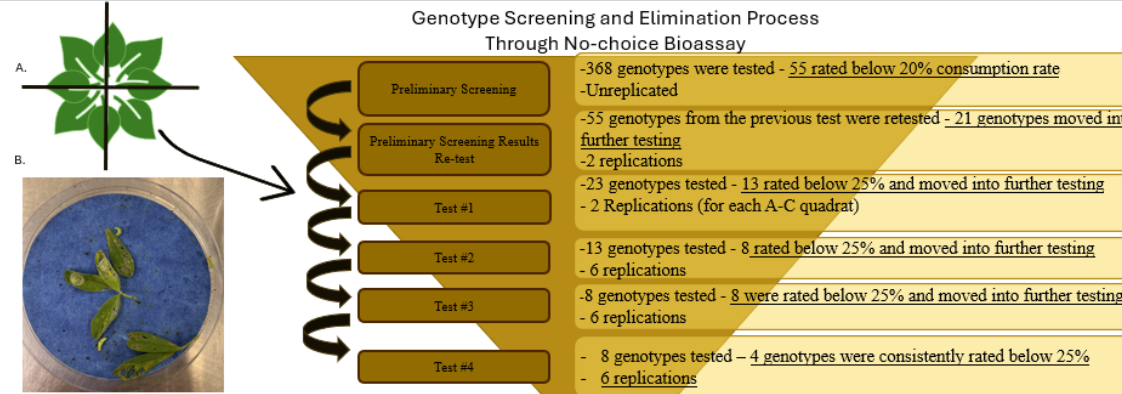 Genotype Screening and Elimination Process
Through No-choice Bioassay
A.
B.
Preliminary Screening
-368 genotypes were tested - 55 rated below 20% consumption rate
-Unreplicated
Preliminary Screening Results
Re-test
-55 genotypes from the previous test were retested - 21 genotypes moved int
further testing
-2 replications
Test #1
-23 genotypes tested - 13 rated below 25% and moved into further testing
- 2 Replications (for each A-C quadrat)
Test #2
-13 genotypes tested - 8 rated below 25% and moved into further testing
- 6 replications
Test #3
-8 genotypes tested - 8 were rated below 25% and moved into further testing
- 6 replications
Test #4
- 8 genotypes tested – 4 genotypes were consistently rated below 25%
- 6 replications